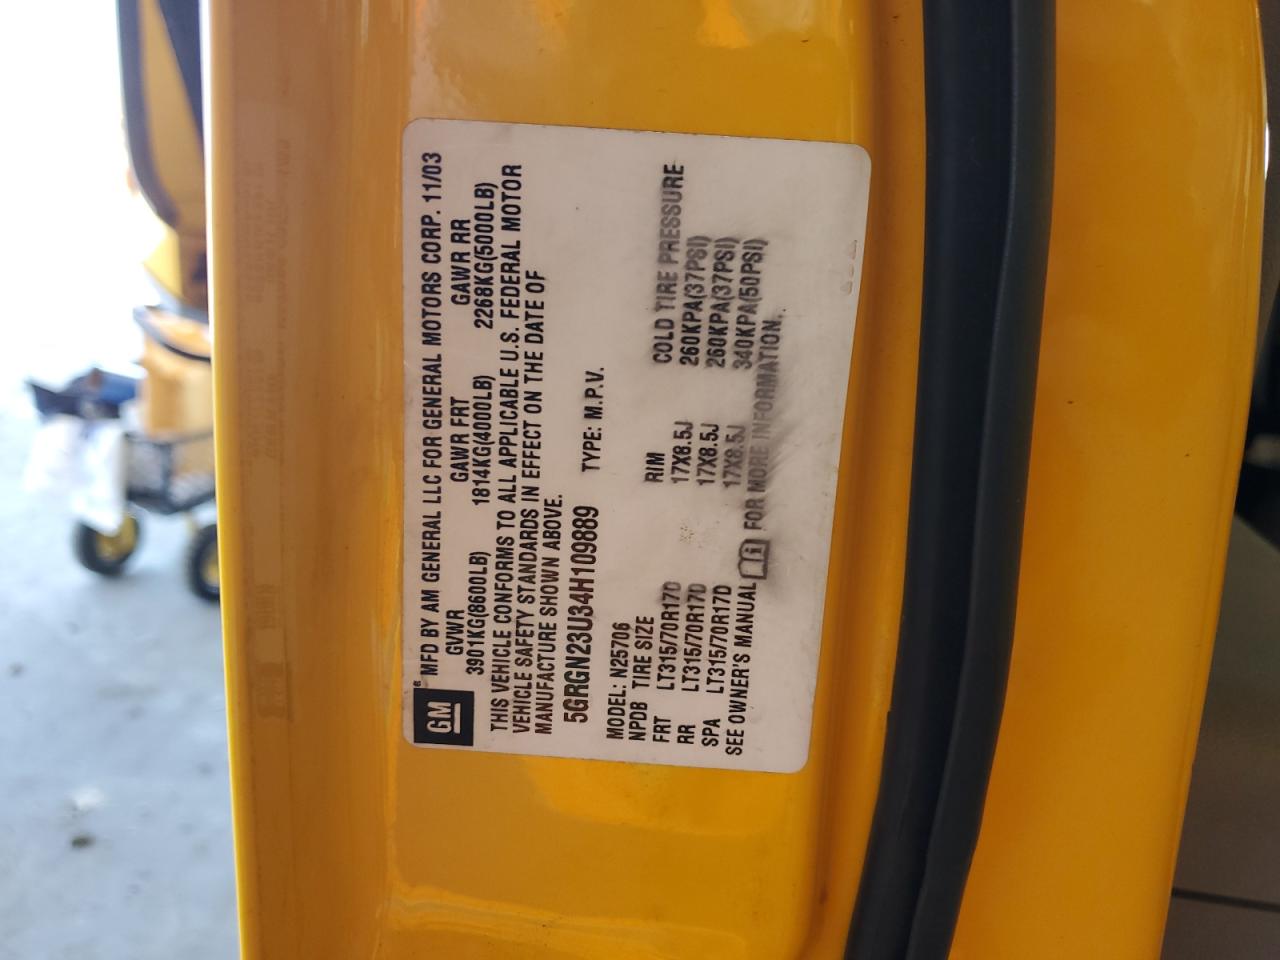 GM
MFD BY AM GENERAL LLC FOR GENERAL MOTORS CORP. 11/03
GVWR GAWR FRT GAWR RR
3901KG(8600LB) 1814KG(4000LB) 2268KG(5000LB)
THIS VEHICLE CONFORMS TO ALL APPLICABLE U.S. FEDERAL MOTOR
VEHICLE SAFETY STANDARDS IN EFFECT ON THE DATE OF
MANUFACTURE SHOWN ABOVE.
5GRGN23U34H109889 TYPE: M.P.V.
MODEL: N25706
NPDB TIRE SIZE RIM COLD TIRE PRESSURE
FRT LT315/70R17D 17X8.5J 260KPA(37PSI)
RR LT315/70R17D 17X8.5J 260KPA(37PSI)
SPA LT315/70R17D 17X8.5J 340KPA(50PSI)
SEE OWNER'S MANUAL FOR MORE INFORMATION.